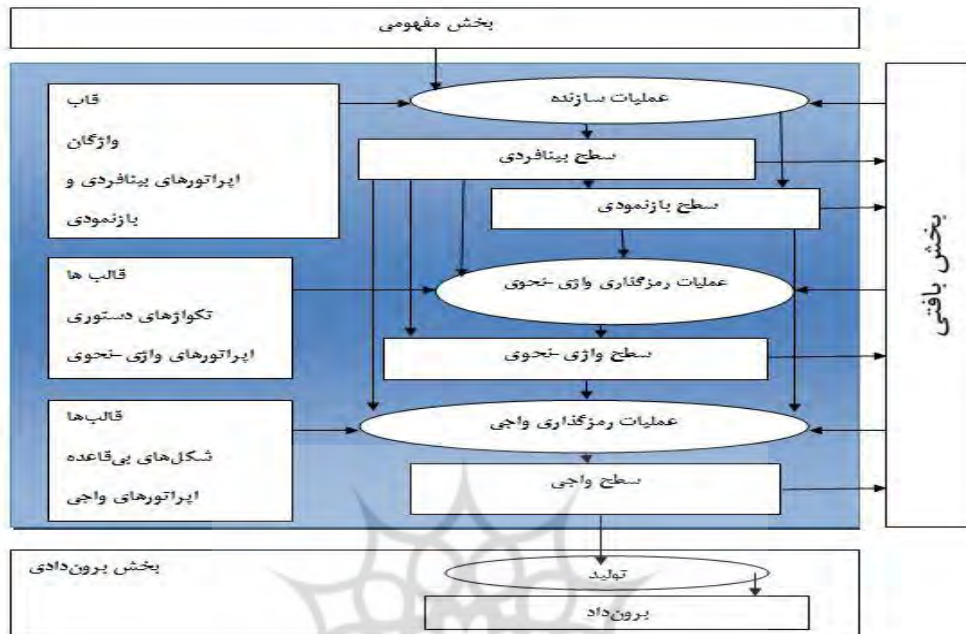 بخش مفهومی
عملیات سازنده
قاب
واژگان
اپراتورهای بینافردی و
بازنمودی
سطح بینافردی
سطح بازنمودی
بخش بافتی
عملیات رمزگذاری واژی-نحوی
قالب ها
تکواژهای دستوری
اپراتورهای واژی-نحوی
سطح واژی-نحوی
عملیات رمزگذاری واجی
قالب‌ها
شکل‌های بی‌قاعده
اپراتورهای واجی
سطح واجی
بخش برون‌دادی
تولید
برون‌داد